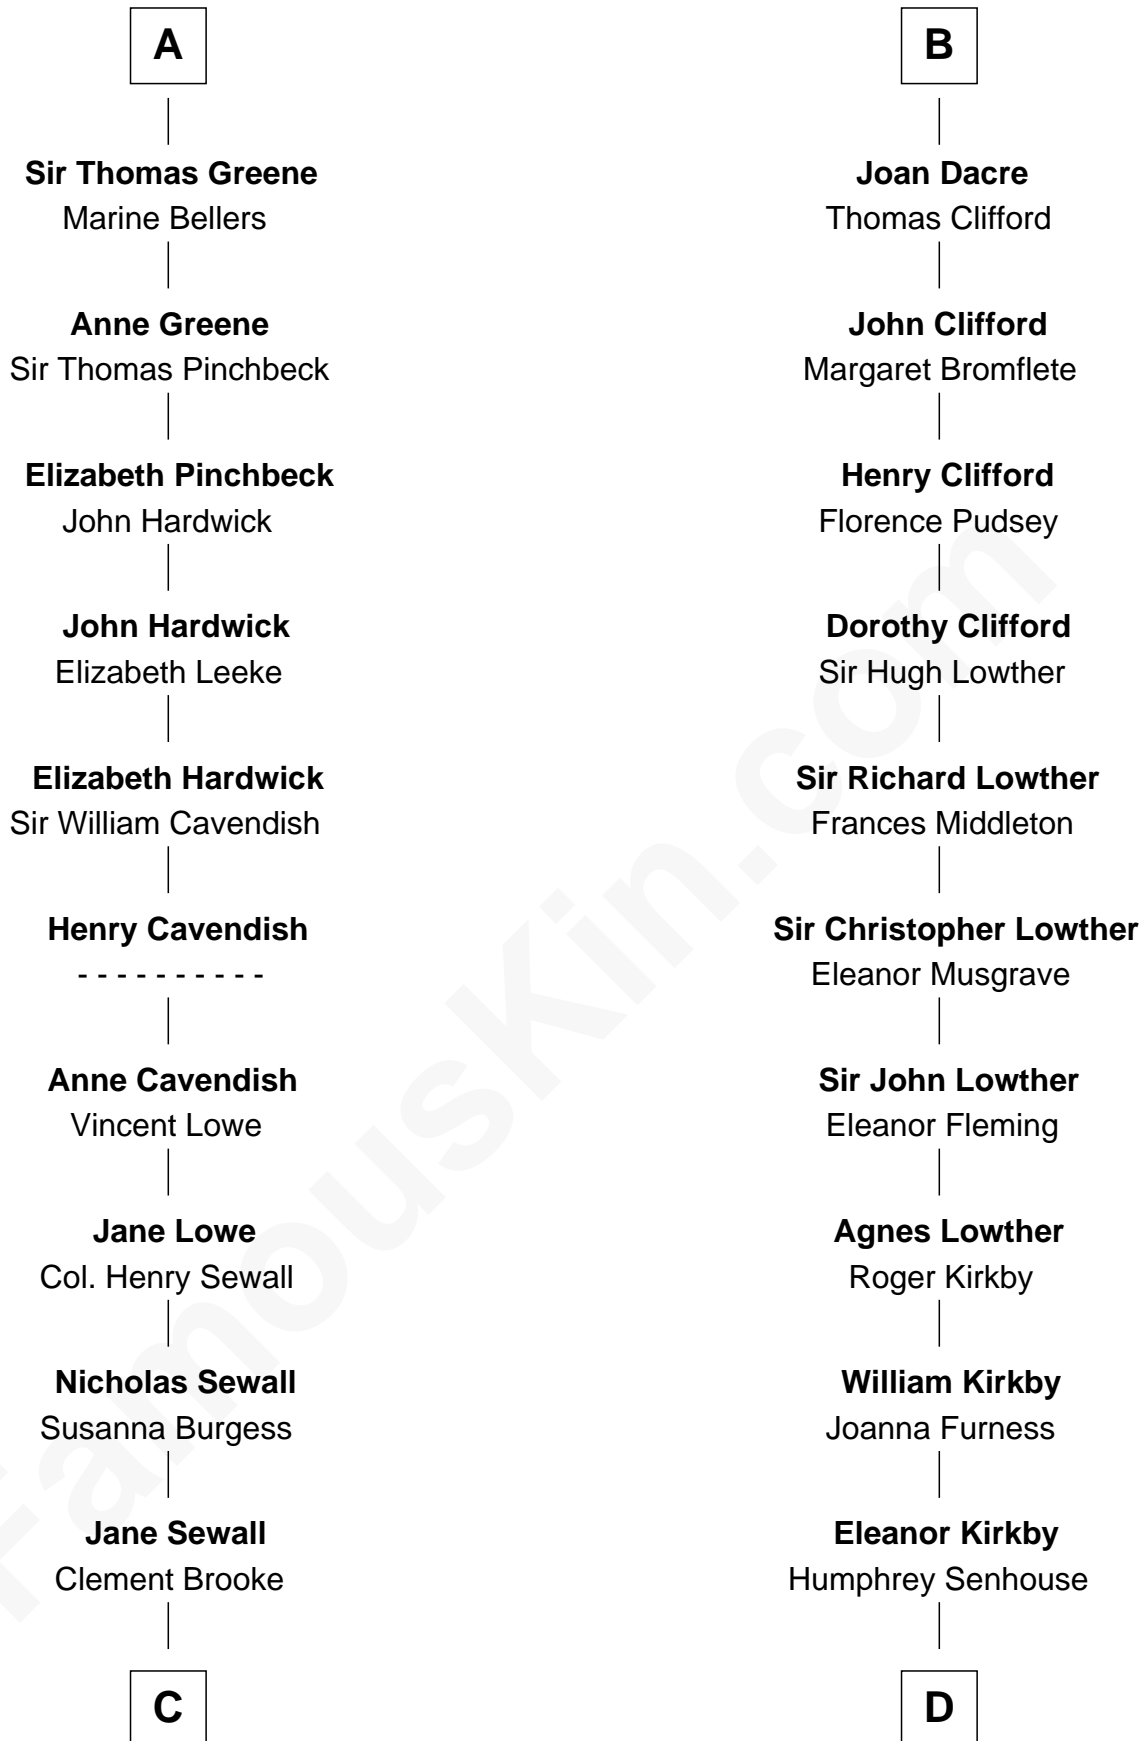 A
Sir Thomas Greene
Marine Bellers
Anne Greene
Sir Thomas Pinchbeck
Elizabeth Pinchbeck
John Hardwick
John Hardwick
Elizabeth Leeke
Elizabeth Hardwick
Sir William Cavendish
Henry Cavendish
- - - - - - - - - -
Anne Cavendish
Vincent Lowe
Jane Lowe
Col. Henry Sewall
Nicholas Sewall
Susanna Burgess
Jane Sewall
Clement Brooke
C
B
Joan Dacre
Thomas Clifford
John Clifford
Margaret Bromflete
Henry Clifford
Florence Pudsey
Dorothy Clifford
Sir Hugh Lowther
Sir Richard Lowther
Frances Middleton
Sir Christopher Lowther
Eleanor Musgrave
Sir John Lowther
Eleanor Fleming
Agnes Lowther
Roger Kirkby
William Kirkby
Joanna Furness
Eleanor Kirkby
Humphrey Senhouse
D
FamousKin.com